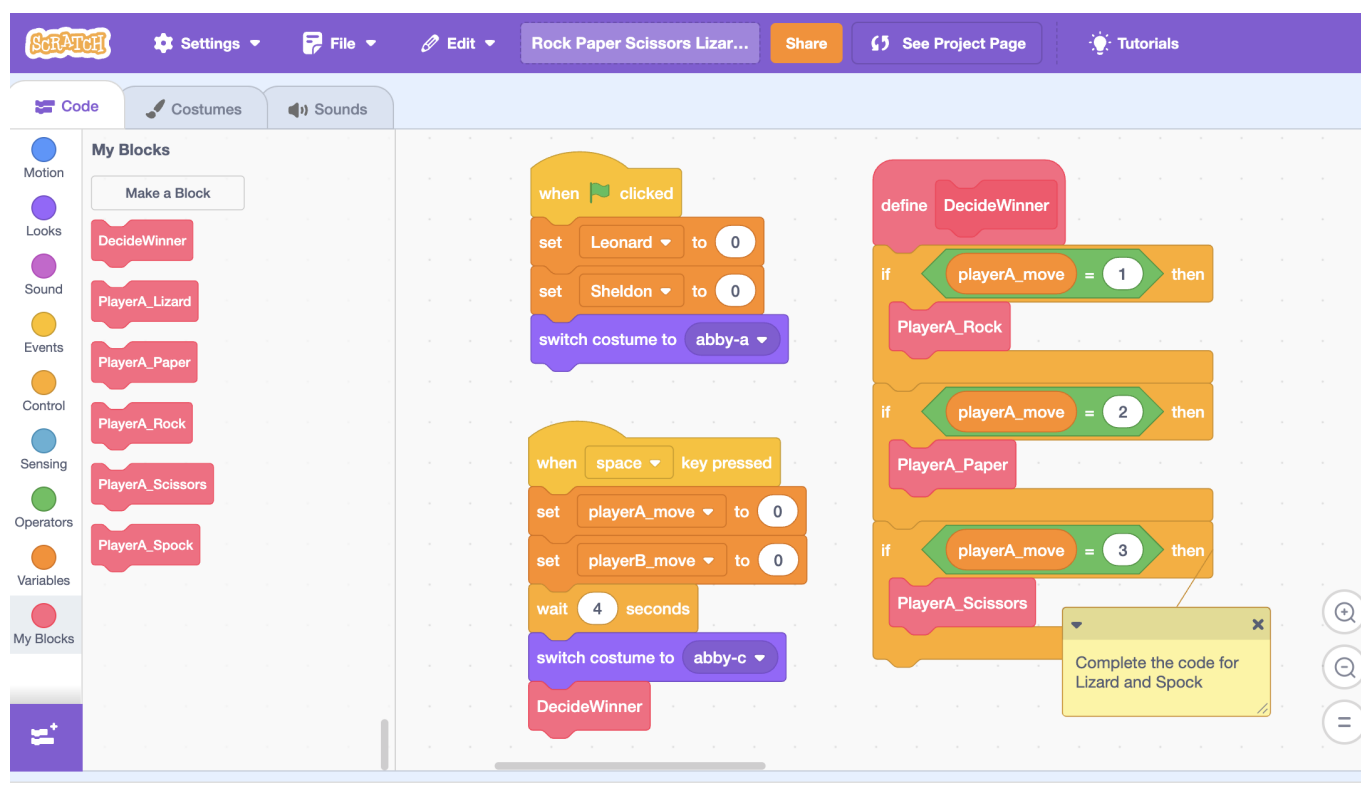 SCRATCH
Settings File Edit Rock Paper Scissors Lizar... Share See Project Page Tutorials
Code Costumes Sounds
Motion
Looks
Sound
Events
Control
Sensing
Operators
Variables
My Blocks
My Blocks
Make a Block
DecideWinner
PlayerA_Lizard
PlayerA_Paper
PlayerA_Rock
PlayerA_Scissors
PlayerA_Spock
when clicked
set Leonard to 0
set Sheldon to 0
switch costume to abby-a
when space key pressed
set playerA_move to 0
set playerB_move to 0
wait 4 seconds
switch costume to abby-c
DecideWinner
define DecideWinner
if playerA_move = 1 then
PlayerA_Rock
if playerA_move = 2 then
PlayerA_Paper
if playerA_move = 3 then
PlayerA_Scissors
Complete the code for
Lizard and Spock